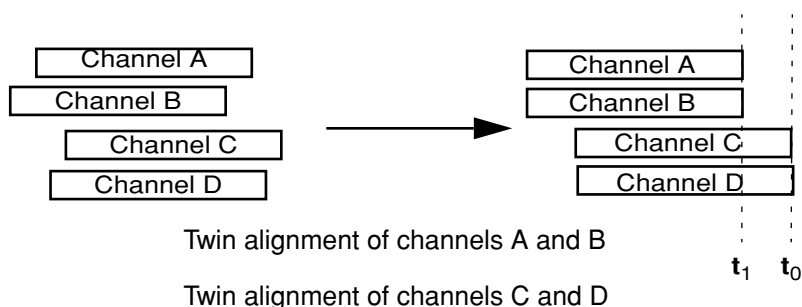 Channel A
Channel B
Channel C
Channel D
Channel A
Channel B
Channel C
Channel D
Twin alignment of channels A and B
t1 t0
Twin alignment of channels C and D